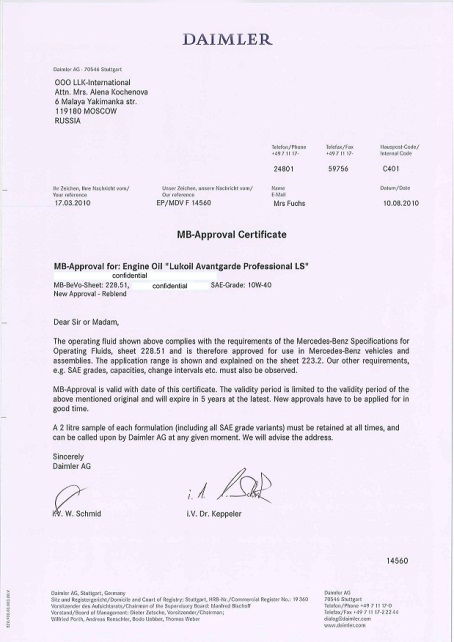 DAIMLER
Daimler AG · 70546 Stuttgart
OOO LLK-International
Attn. Mrs. Alena Kochenova
6 Malaya Yakimanka str.
119180 MOSCOW
RUSSIA
Telefon/Phone Telefax/Fax Hauspost-Code/
+49 7 11 17- +49 7 11 17- Internal Code
24801 59756 C401
Ihr Zeichen, Ihre Nachricht vom/ Unser Zeichen, unsere Nachricht vom/ Name Datum/Date
Your reference Our reference E-Mail
17.03.2010 EP/MDV F 14560 Mrs Fuchs 10.08.2010
MB-Approval Certificate
MB-Approval for: Engine Oil "Lukoil Avantgarde Professional LS"
confidential
MB-BeVo-Sheet: 228.51, confidential SAE-Grade: 10W-40
New Approval - Reblend
Dear Sir or Madam,
The operating fluid shown above complies with the requirements of the Mercedes-Benz Specifications for
Operating Fluids, sheet 228.51 and is therefore approved for use in Mercedes-Benz vehicles and
assemblies. The application range is shown and explained on the sheet 223.2. Our other requirements,
e.g. SAE grades, capacities, change intervals etc. must also be observed.
MB-Approval is valid with date of this certificate. The validity period is limited to the validity period of the
above mentioned original and will expire in 5 years at the latest. New approvals have to be applied for in
good time.
A 2 litre sample of each formulation (including all SAE grade variants) must be retained at all times, and
can be called upon by Daimler AG at any given moment. We will advise the address.
Sincerely
Daimler AG
i.V. W. Schmid i.V. Dr. Keppeler
14560
Daimler AG, Stuttgart, Germany Daimler AG
Sitz und Registergericht/Domicile and Court of Registry: Stuttgart, HRB-Nr./Commercial Register No.: 19360 70546 Stuttgart
Vorsitzender des Aufsichtsrats/Chairman of the Supervisory Board: Manfred Bischoff Telefon/Phone +49 7 11 17-0
Vorstand/Board of Management: Dieter Zetsche, Vorsitzender/Chairman; Telefax/Fax +49 7 11 17-2 22 44
Wilfried Porth, Andreas Renschler, Bodo Uebber, Thomas Weber dialog@daimler.com
www.daimler.com